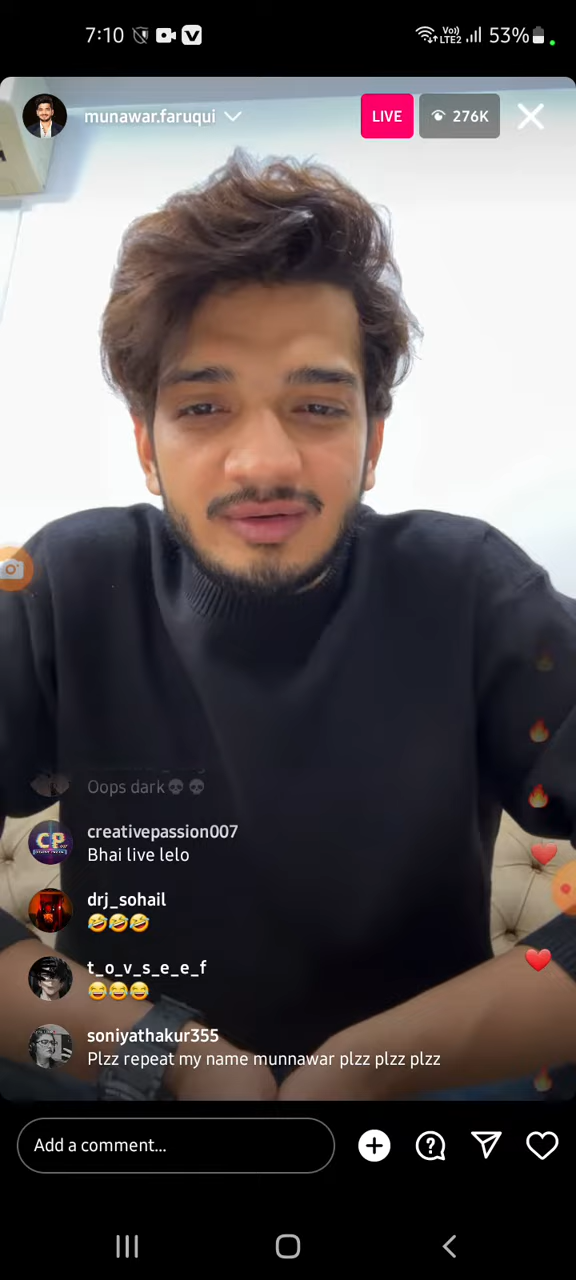 7:10
Vo))
LTE2
53%
munawar.faruqui
LIVE
276K
Oops dark💀💀
creativepassion007
Bhai live lelo
drj_sohail
🤣🤣🤣
t_o_v_s_e_e_f
😂😂😂
soniyathakur355
Plzz repeat my name munnawar plzz plzz plzz
Add a comment...